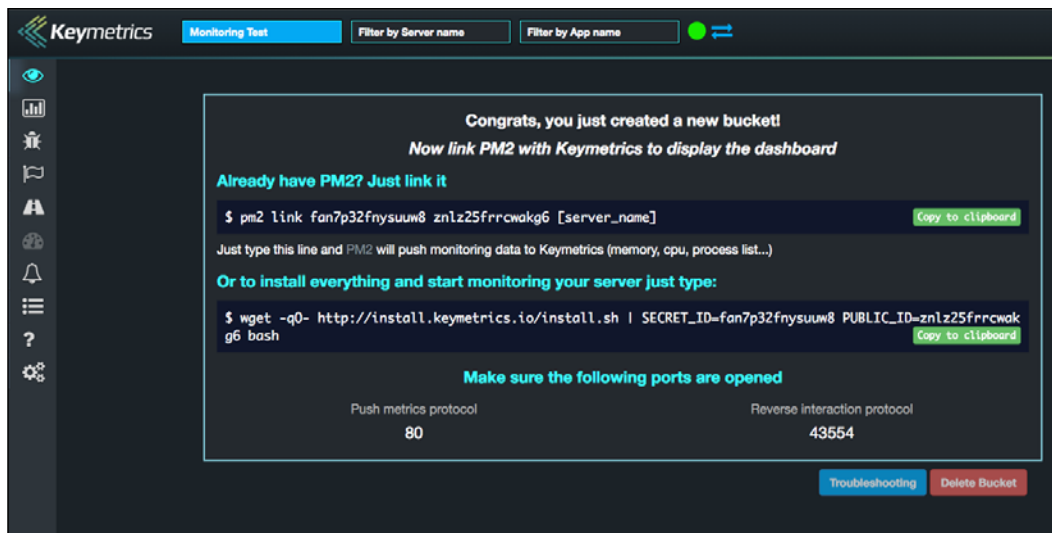 Keymetrics
Monitoring Test
Filter by Server name
Filter by App name
Congrats, you just created a new bucket!
Now link PM2 with Keymetrics to display the dashboard
Already have PM2? Just link it
$ pm2 link fan7p32fnysuuw8 znlz25frrcwakg6 [server_name]
Copy to clipboard
Just type this line and PM2 will push monitoring data to Keymetrics (memory, cpu, process list...)
Or to install everything and start monitoring your server just type:
$ wget -qO- http://install.keymetrics.io/install.sh | SECRET_ID=fan7p32fnysuuw8 PUBLIC_ID=znlz25frrcwak
g6 bash
Copy to clipboard
Make sure the following ports are opened
Push metrics protocol
Reverse interaction protocol
80
43554
?
Troubleshooting
Delete Bucket